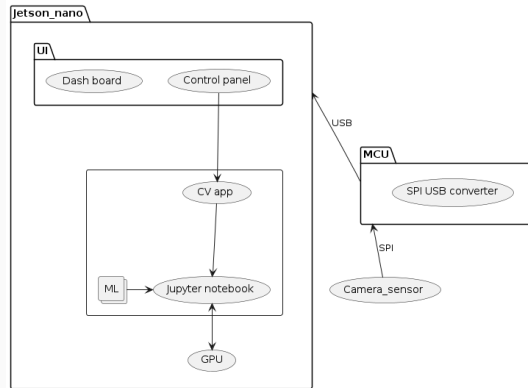 Jetson_nano
UI
Dash board
Control panel
USB
MCU
SPI USB converter
CV app
SPI
ML
Jupyter notebook
Camera_sensor
GPU